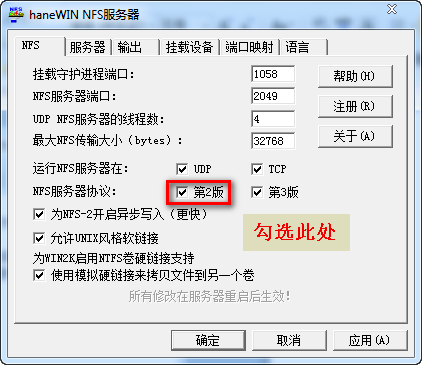 haneWIN NFS服务器
NFS 服务器 输出 挂载设备 端口映射 语言
挂载守护进程端口： 1058 帮助(H)
NFS服务器端口： 2049 注册(R)
UDP NFS服务器的线程数： 4 关于(A)
最大NFS传输大小（bytes）： 32768
运行NFS服务器在： UDP TCP
NFS服务器协议： 第2版 第3版
为NFS-2开启异步写入（更快） 勾选此处
允许UNIX风格软链接
为WIN2K启用NTFS卷硬链接支持
使用模拟硬链接来拷贝文件到另一个卷
所有修改在服务器重启后生效!
确定 取消 应用(A)